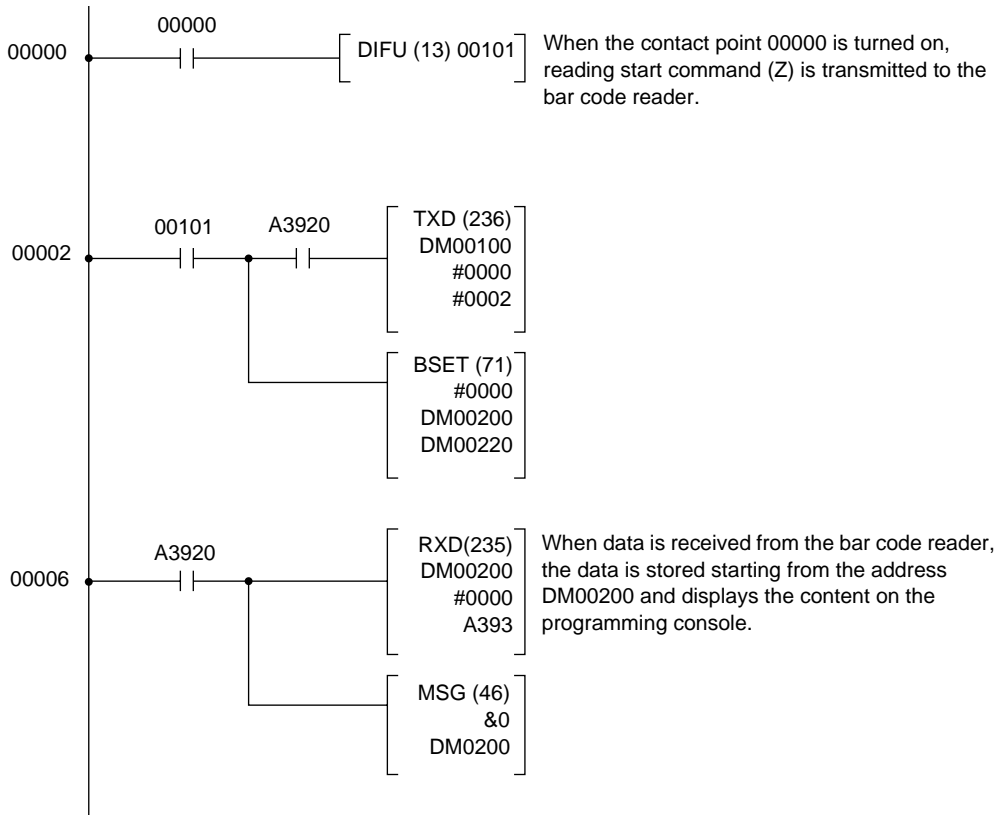 00000
00000
DIFU (13) 00101
When the contact point 00000 is turned on,
reading start command (Z) is transmitted to the
bar code reader.
00002
00101
A3920
TXD (236)
DM00100
#0000
#0002
BSET (71)
#0000
DM00200
DM00220
00006
A3920
RXD(235)
DM00200
#0000
A393
When data is received from the bar code reader,
the data is stored starting from the address
DM00200 and displays the content on the
programming console.
MSG (46)
&0
DM0200